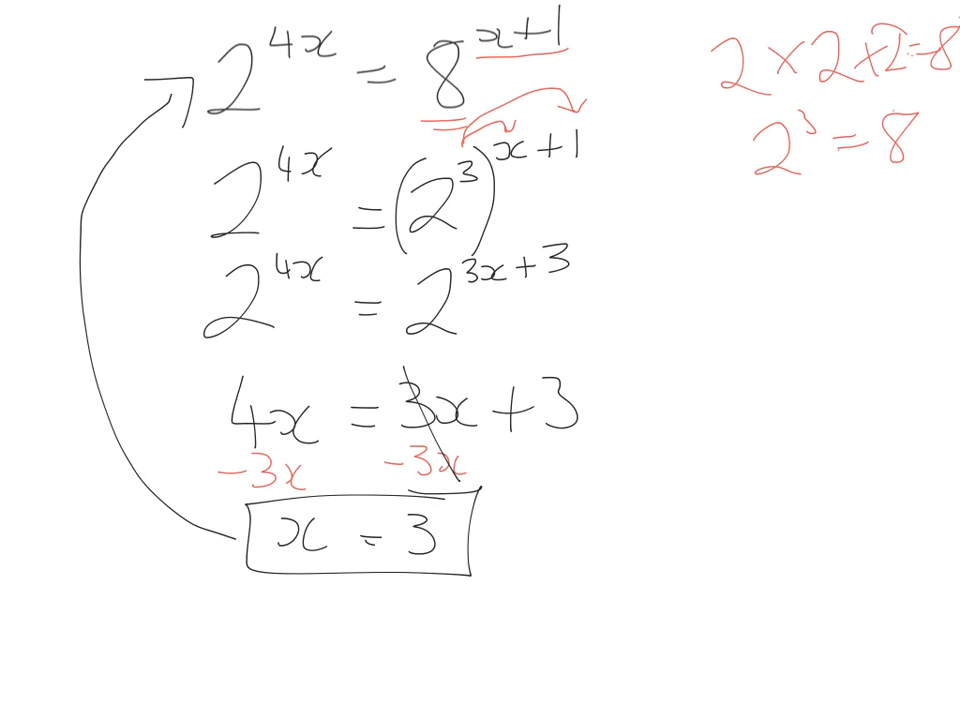 2^{4x} = 8^{x+1}
2 × 2 × 2 = 8
2^3 = 8
2^{4x} = (2^3)^{x+1}
2^{4x} = 2^{3x+3}
4x = 3x + 3
-3x -3x
x = 3